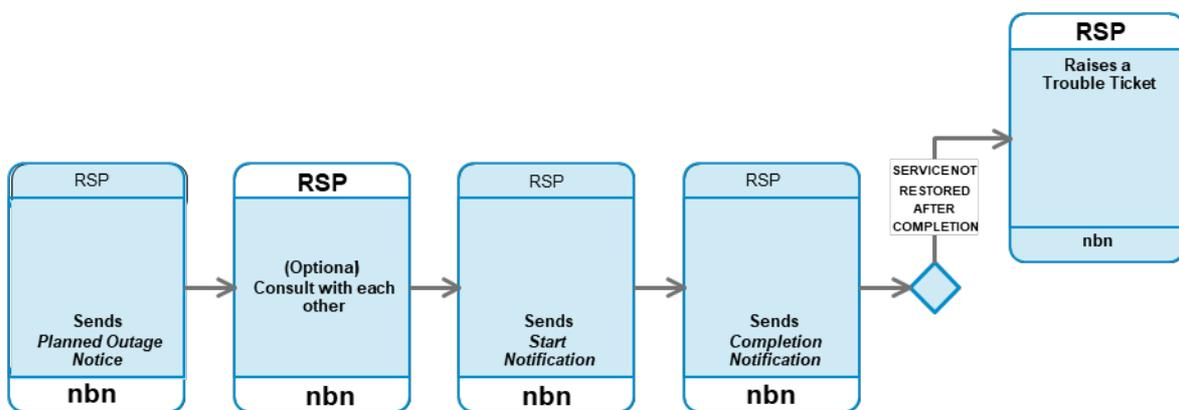 RSP
Sends
Planned Outage
Notice
nbn
RSP
(Optional)
Consult with each
other
nbn
RSP
Sends
Start
Notification
nbn
RSP
Sends
Completion
Notification
nbn
SERVICE NOT
RESTORED
AFTER
COMPLETION
RSP
Raises a
Trouble Ticket
nbn